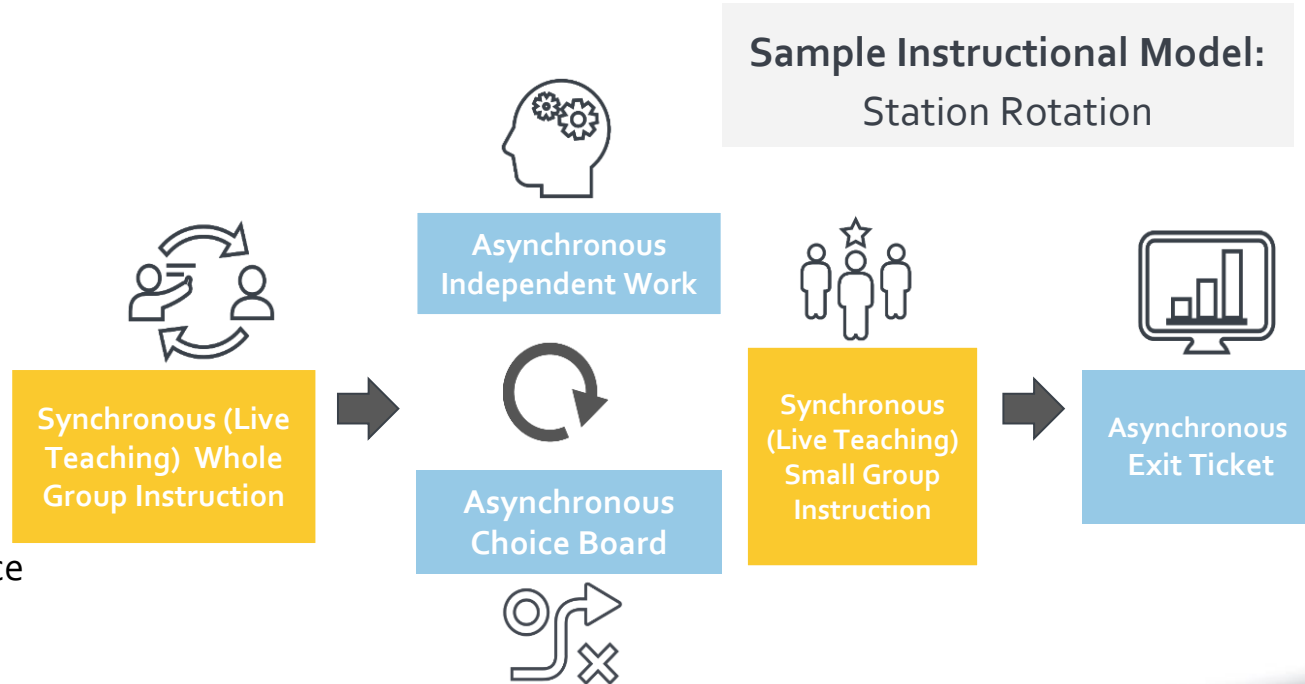 Sample Instructional Model:
Station Rotation
Synchronous (Live
Teaching) Whole
Group Instruction
Asynchronous
Independent Work
Asynchronous
Choice Board
Synchronous
(Live Teaching)
Small Group
Instruction
Asynchronous
Exit Ticket